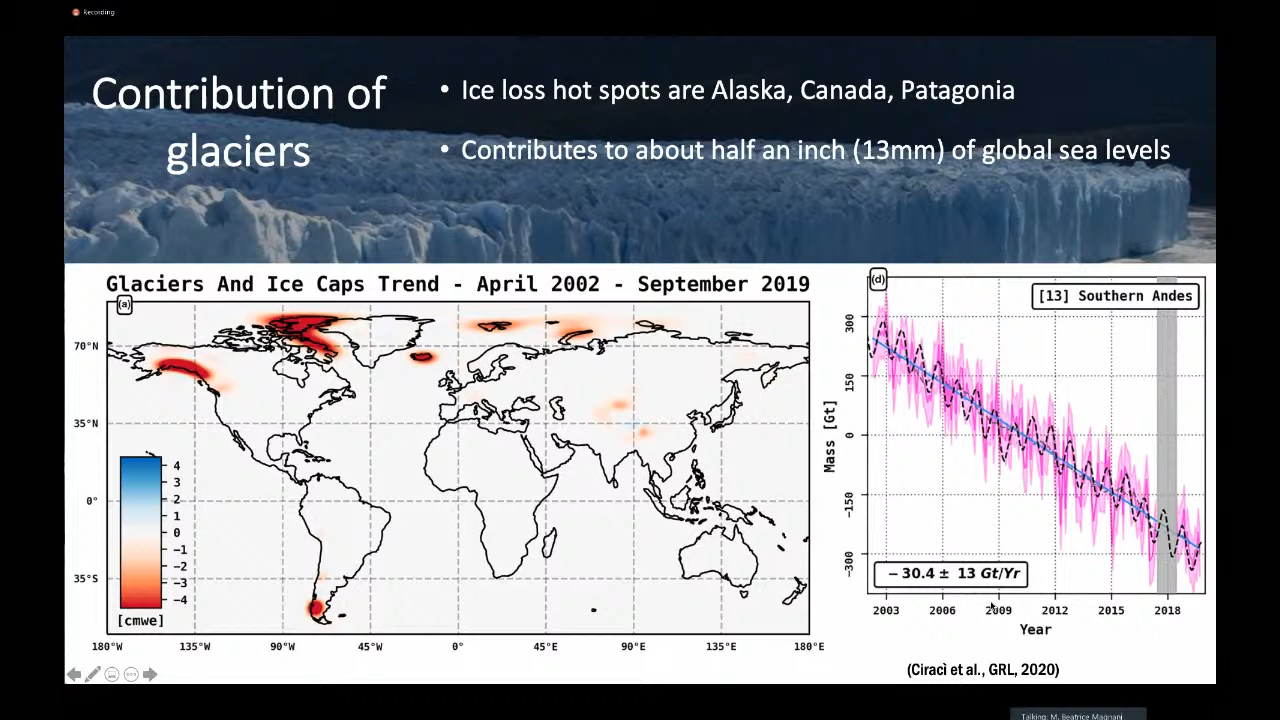 Recording
Contribution of
glaciers
• Ice loss hot spots are Alaska, Canada, Patagonia
• Contributes to about half an inch (13mm) of global sea levels
Glaciers And Ice Caps Trend - April 2002 - September 2019
(a)
70°N
35°N
0°
35°S
4
3
2
1
0
−1
−2
−3
−4
[cmwe]
180°W 135°W 90°W 45°W 0° 45°E 90°E 135°E 180°E
(d)
[13] Southern Andes
Mass [Gt]
300
150
0
−150
−300
− 30.4 ± 13 Gt/Yr
2003 2006 2009 2012 2015 2018
Year
(Ciracì et al., GRL, 2020)
Talking: M. Beatrice Magnani